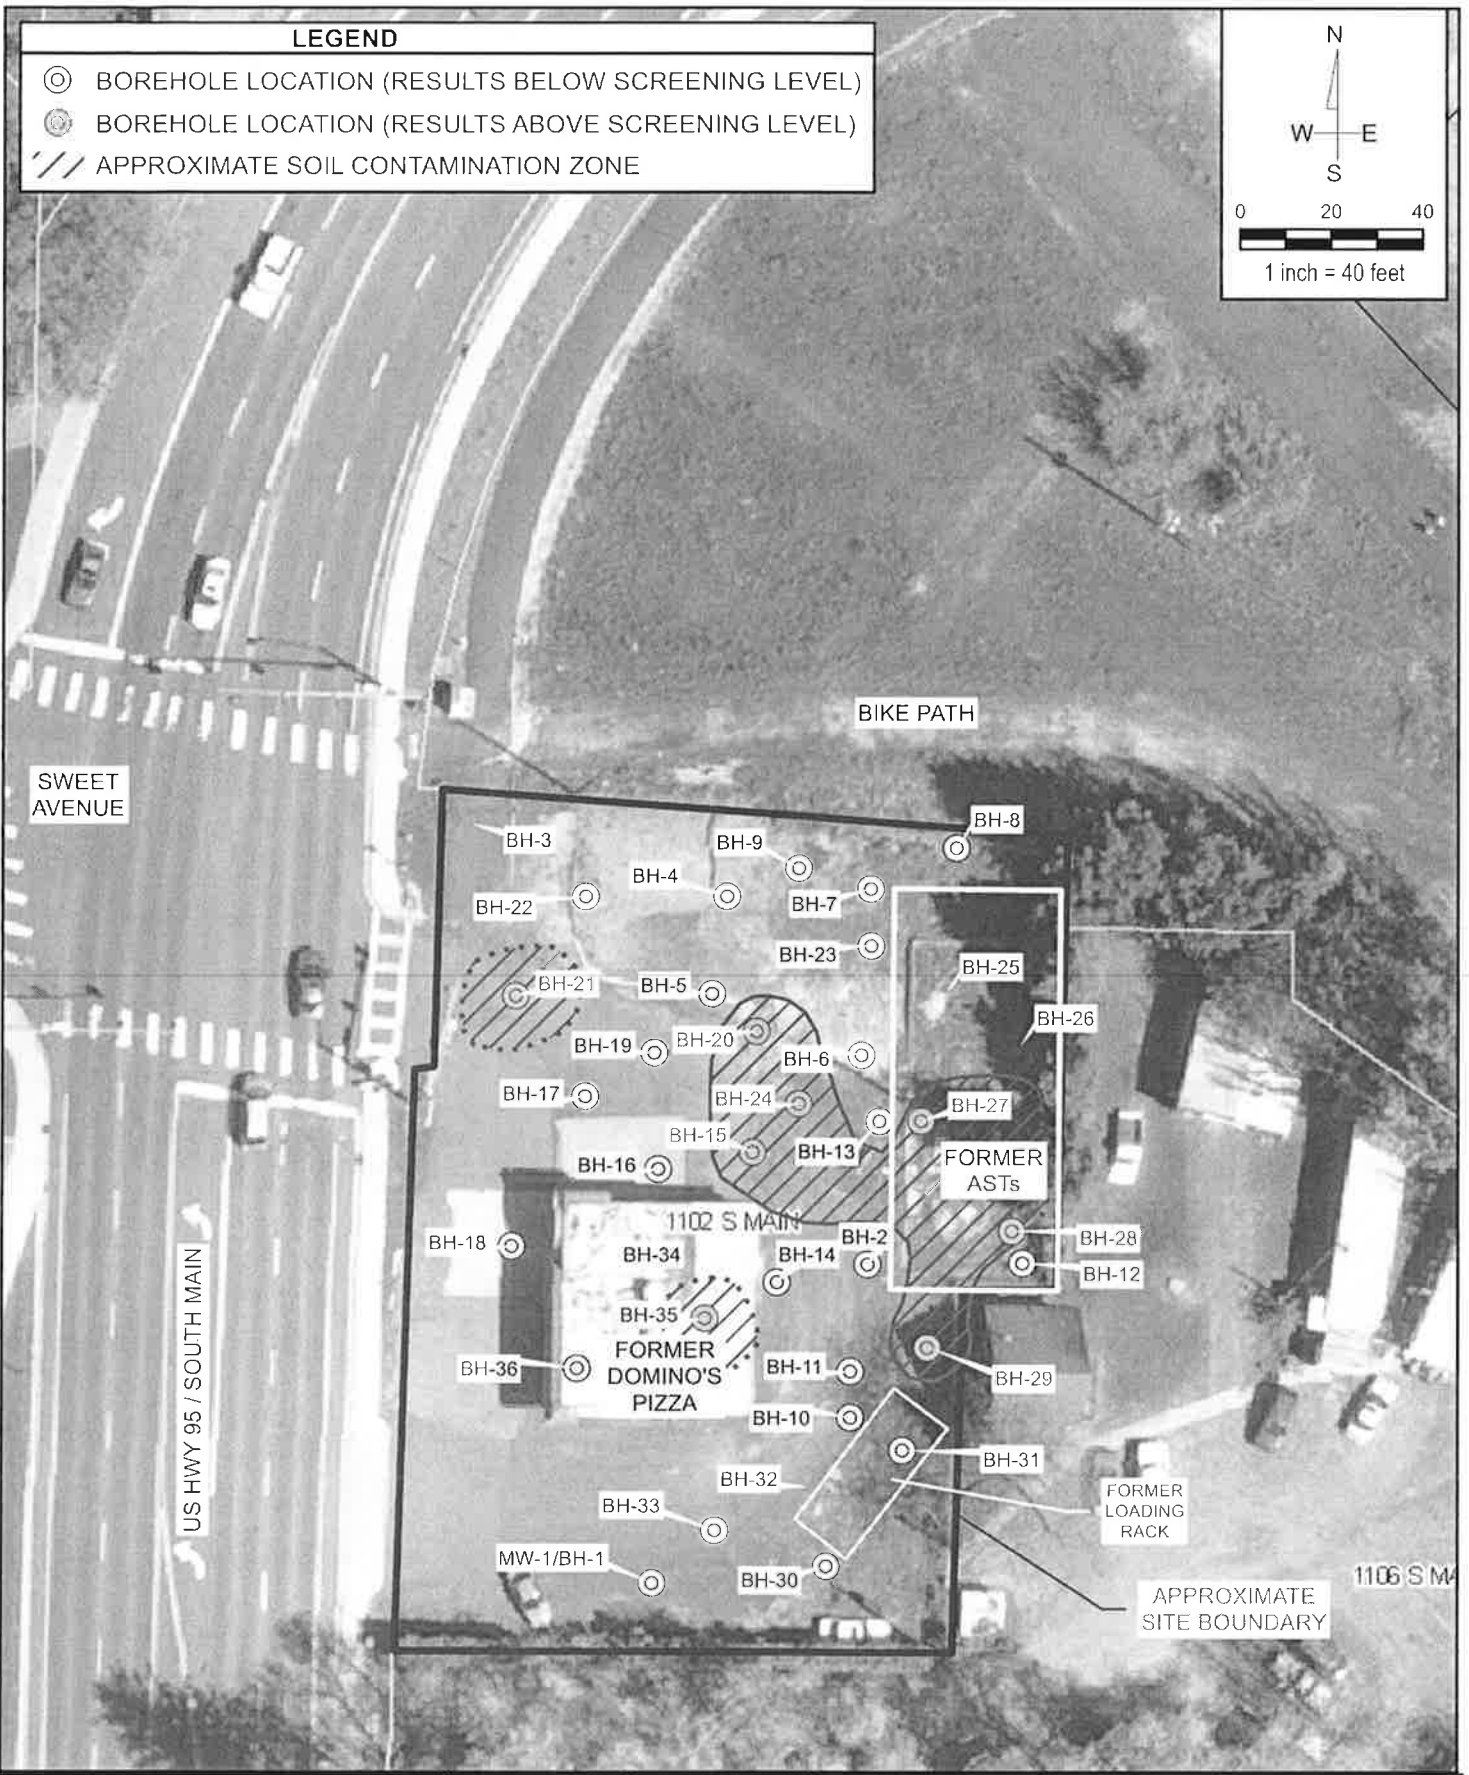 LEGEND
BOREHOLE LOCATION (RESULTS BELOW SCREENING LEVEL)
BOREHOLE LOCATION (RESULTS ABOVE SCREENING LEVEL)
APPROXIMATE SOIL CONTAMINATION ZONE
N
W E
S
0 20 40
1 inch = 40 feet
BIKE PATH
SWEET
AVENUE
BH-3
BH-8
BH-9
BH-4
BH-7
BH-22
BH-23
BH-25
BH-21
BH-5
BH-26
BH-20
BH-19
BH-6
BH-17
BH-24
BH-27
BH-15
BH-13
BH-16
FORMER
ASTs
1102 S MAIN
BH-18
BH-34
BH-14
BH-2
BH-28
BH-12
BH-35
FORMER
DOMINO'S
PIZZA
BH-36
BH-11
BH-29
BH-10
BH-31
BH-32
FORMER
LOADING
RACK
BH-33
MW-1/BH-1
BH-30
US HWY 95 / SOUTH MAIN
1106 S MA
APPROXIMATE
SITE BOUNDARY